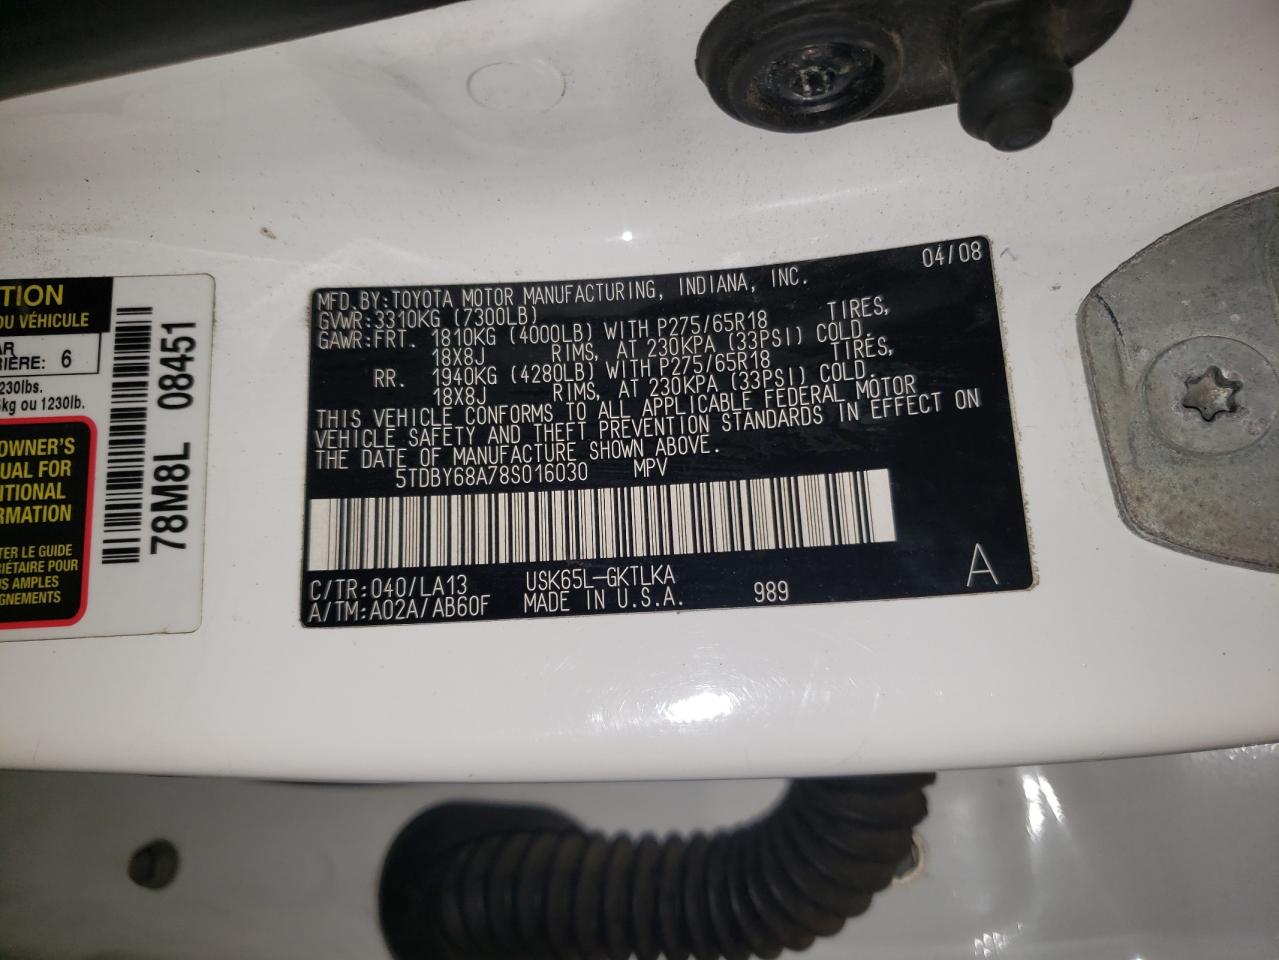 TION
DU VÉHICULE
AR
RIÈRE: 6
1230lbs.
kg ou 1230lb.
OWNER'S
UAL FOR
ITIONAL
RMATION
TER LE GUIDE
RIÉTAIRE POUR
S AMPLES
GNEMENTS
78M8L 08451
04/08
MFD.BY:TOYOTA MOTOR MANUFACTURING, INDIANA, INC.
GVWR:3310KG (7300LB)
GAWR:FRT. 1810KG (4000LB) WITH P275/65R18 TIRES,
18X8J RIMS, AT 230KPA (33PSI) COLD.
RR. 1940KG (4280LB) WITH P275/65R18 TIRES,
18X8J RIMS, AT 230KPA (33PSI) COLD.
THIS VEHICLE CONFORMS TO ALL APPLICABLE FEDERAL MOTOR
VEHICLE SAFETY AND THEFT PREVENTION STANDARDS IN EFFECT ON
THE DATE OF MANUFACTURE SHOWN ABOVE.
5TDBY68A78S016030 MPV
C/TR:040/LA13 USK65L-GKTLKA
A/TM:A02A/AB60F MADE IN U.S.A. 989
A